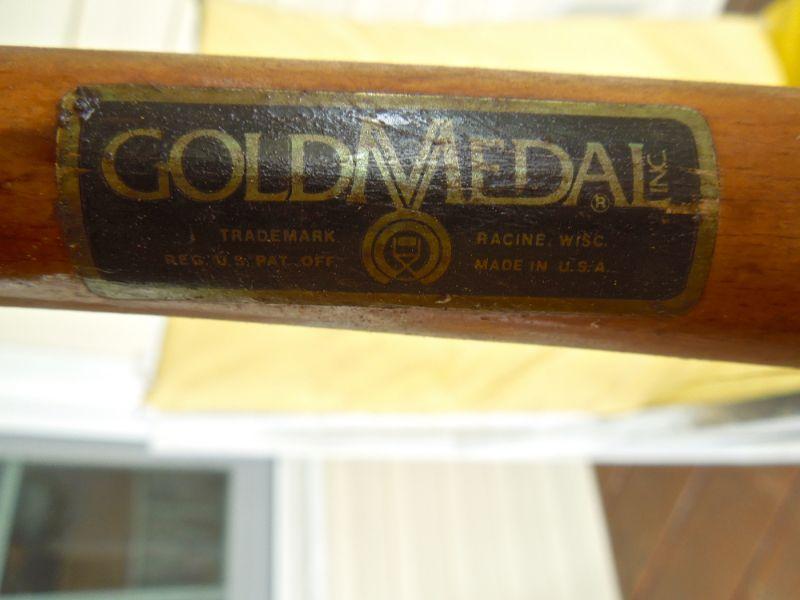 GOLDMEDAL INC.
®
TRADEMARK
REG. U.S. PAT. OFF.
RACINE, WISC.
MADE IN U.S.A.